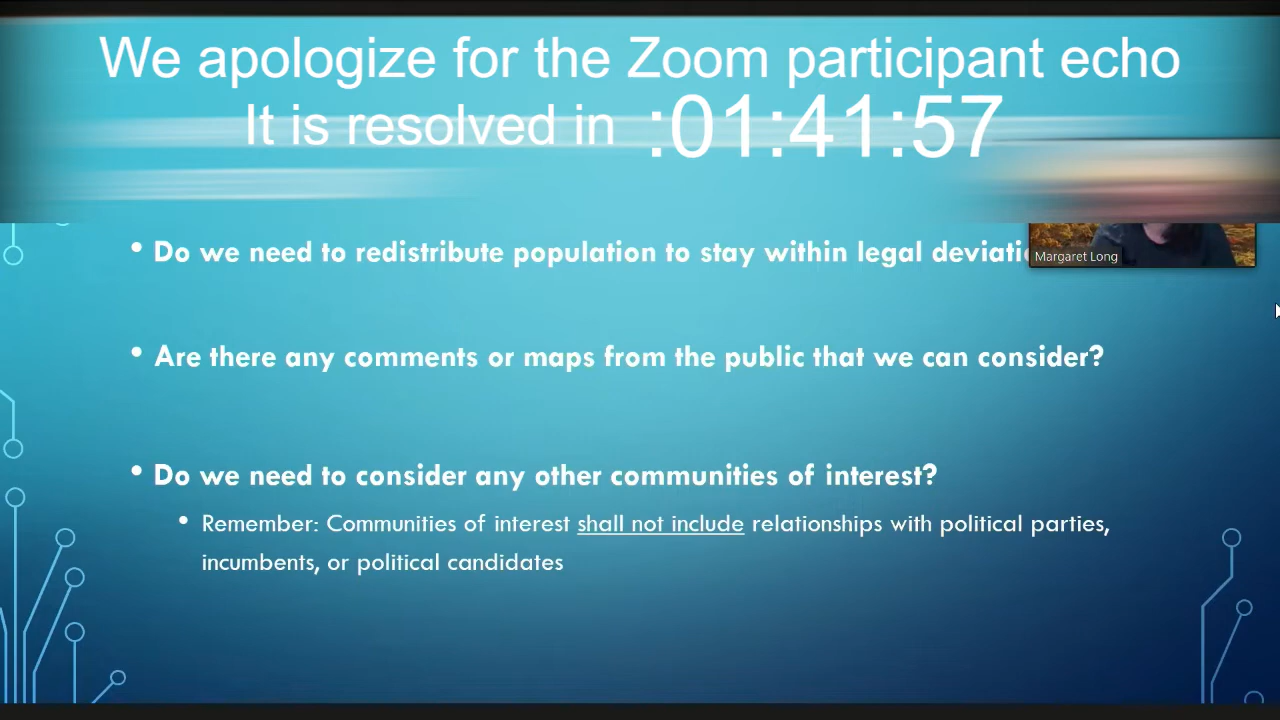 We apologize for the Zoom participant echo
It is resolved in :01:41:57
• Do we need to redistribute population to stay within legal
Margaret Long
• Are there any comments or maps from the public that we can consider?
• Do we need to consider any other communities of interest?
• Remember: Communities of interest shall not include relationships with political parties,
incumbents, or political candidates